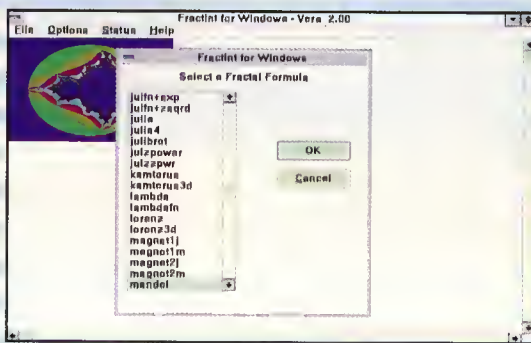 Fractint for Windows - Vers 2.00
File Options Status Help
Fractint for Windows
Select a Fractal Formula
julfn+exp
julfn+zsqrd
julia
julia4
julibrot
julzpower
julzzpwr
kamtorus
kamtorus3d
lambda
lambdafn
lorenz
lorenz3d
magnet1j
magnet1m
magnet2j
magnet2m
mandel
OK
Cancel